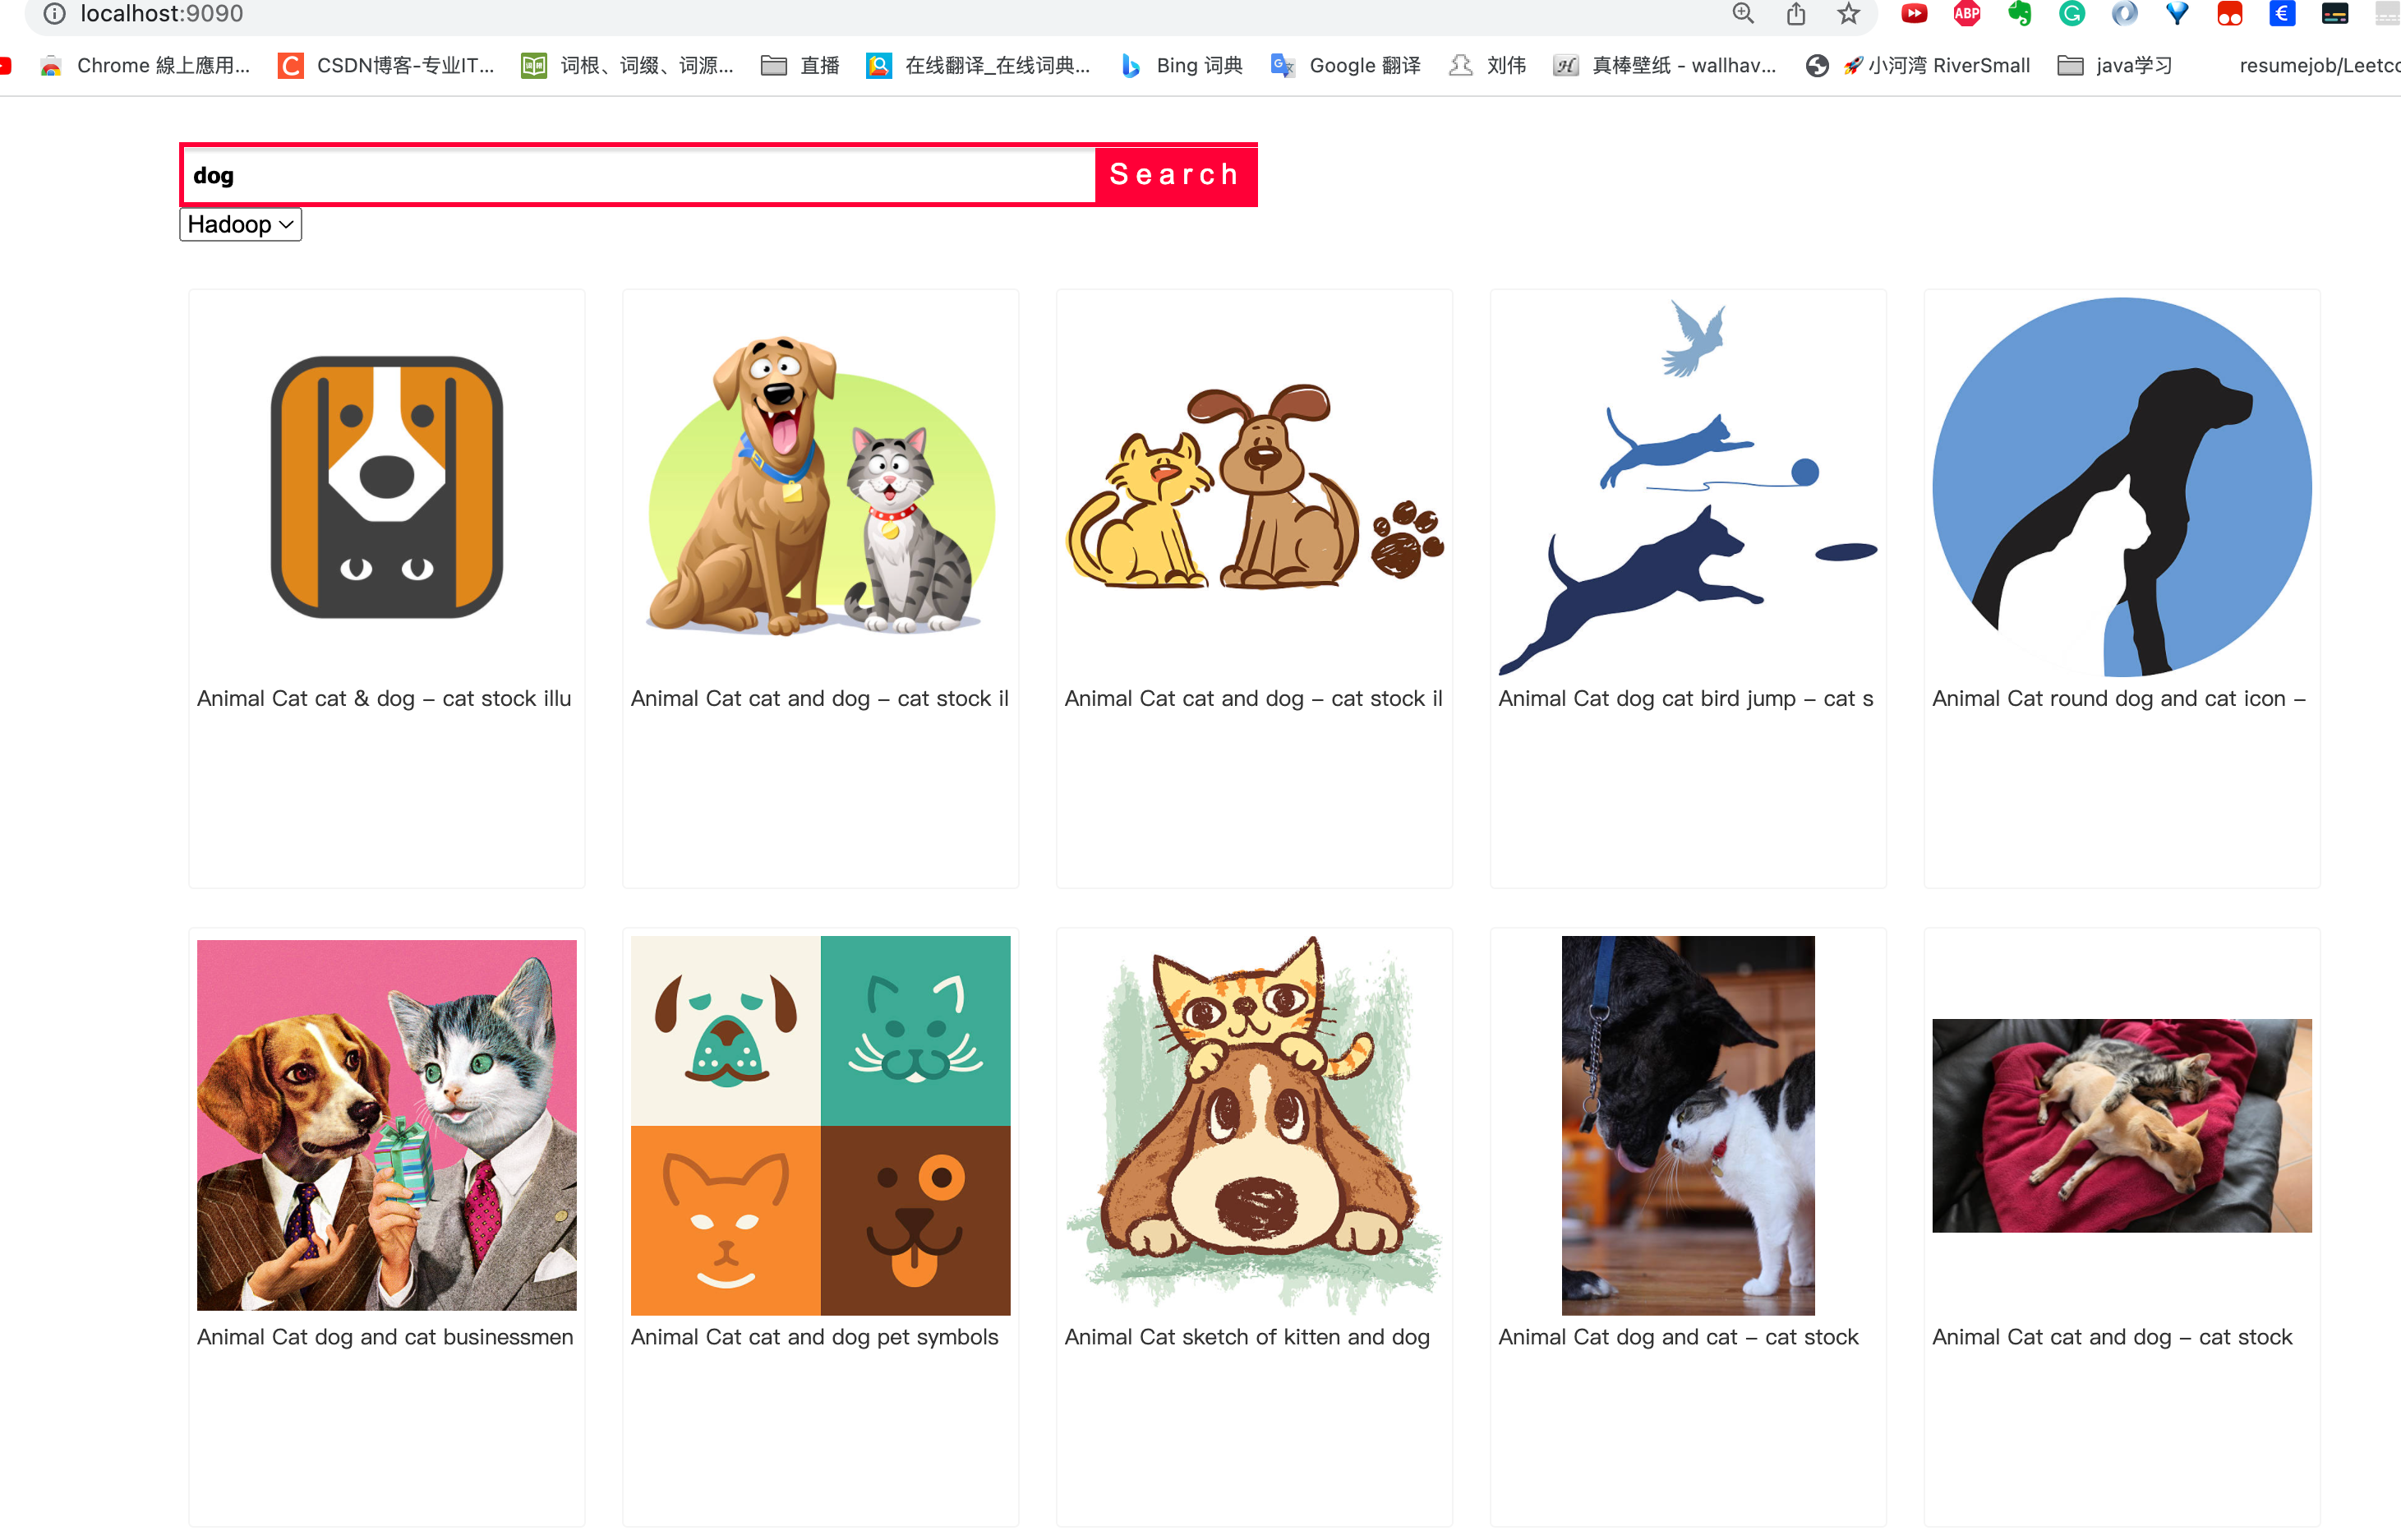 localhost:9090
ABP
Chrome 線上應用... CSDN博客-专业IT... 词根、词缀、词源... 直播 在线翻译_在线词典... Bing 词典 Google 翻译 刘伟 真棒壁纸 - wallhav... 🚀小河湾 RiverSmall java学习 resumejob/Leetco
dog Search
Hadoop
Animal Cat cat & dog – cat stock illu
Animal Cat cat and dog – cat stock il
Animal Cat cat and dog – cat stock il
Animal Cat dog cat bird jump – cat s
Animal Cat round dog and cat icon –
Animal Cat dog and cat businessmen
Animal Cat cat and dog pet symbols
Animal Cat sketch of kitten and dog
Animal Cat dog and cat – cat stock
Animal Cat cat and dog – cat stock